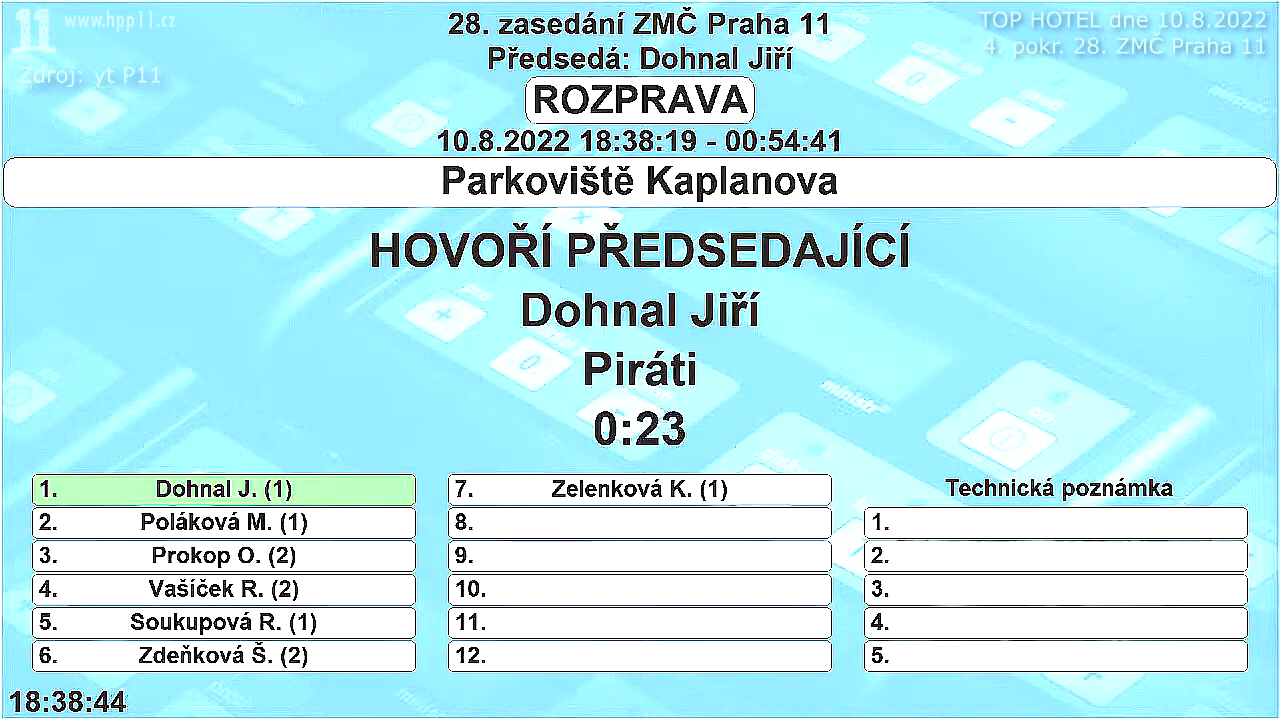 11 www.hpp11.cz
Zdroj: yt P11
28. zasedání ZMČ Praha 11
TOP HOTEL dne 10.8.2022
4. pokr. 28. ZMČ Praha 11
Předsedá: Dohnal Jiří
ROZPRAVA
10.8.2022 18:38:19 - 00:54:41
Parkoviště Kaplanova
HOVOŘÍ PŘEDSEDAJÍCÍ
Dohnal Jiří
Piráti
0:23
1. Dohnal J. (1)
2. Poláková M. (1)
3. Prokop O. (2)
4. Vašíček R. (2)
5. Soukupová R. (1)
6. Zdeňková Š. (2)
7. Zelenková K. (1)
8.
9.
10.
11.
12.
Technická poznámka
1.
2.
3.
4.
5.
18:38:44